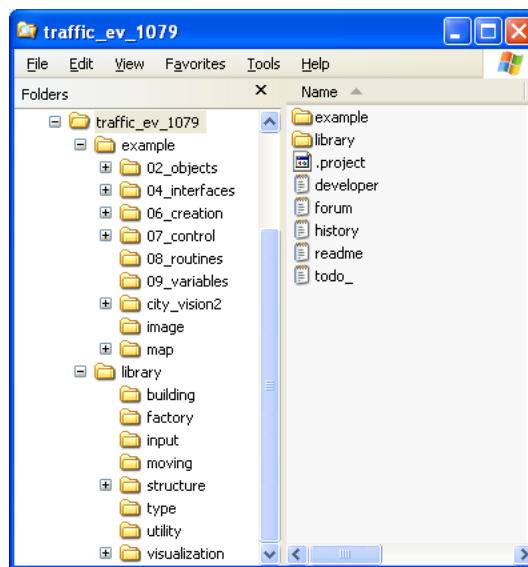 traffic_ev_1079
File Edit View Favorites Tools Help
Folders
traffic_ev_1079
example
02_objects
04_interfaces
06_creation
07_control
08_routines
09_variables
city_vision2
image
map
library
building
factory
input
moving
structure
type
utility
visualization
Name
example
library
.project
developer
forum
history
readme
todo_